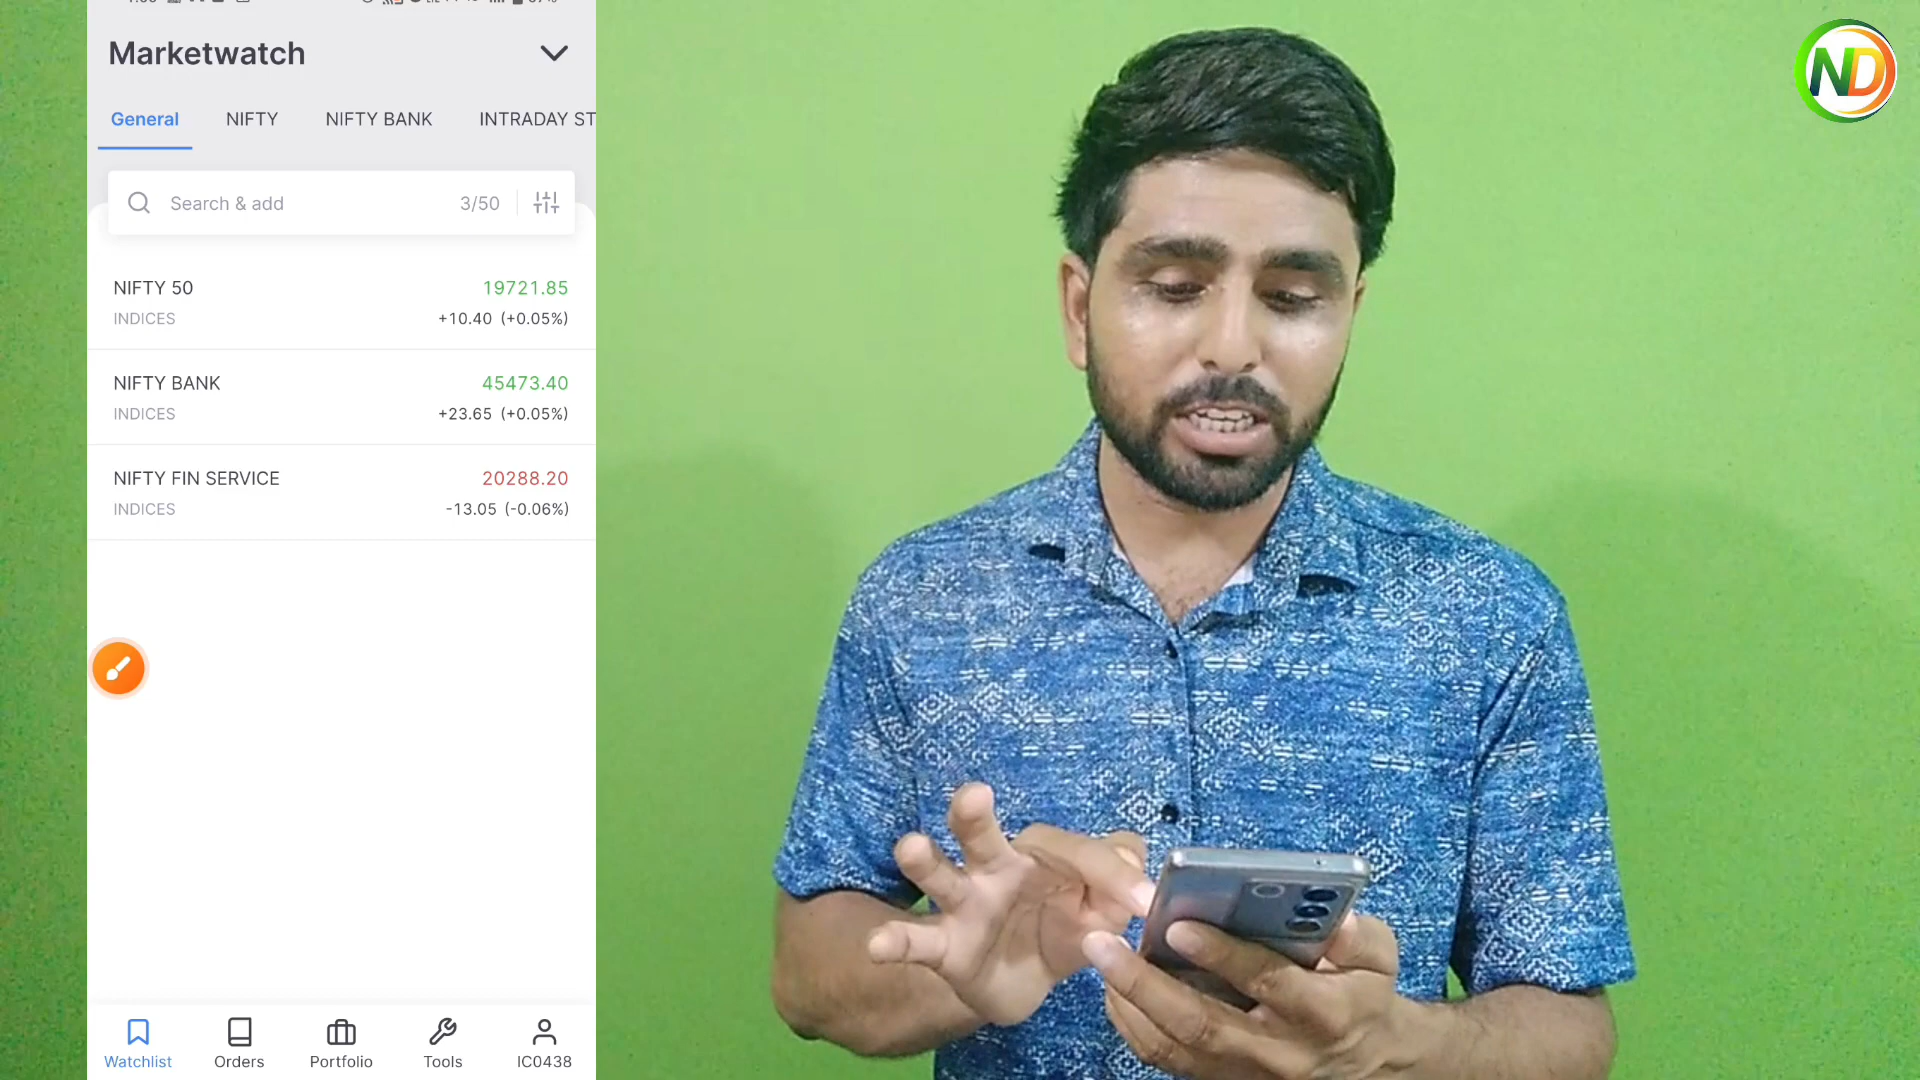 Marketwatch
General NIFTY NIFTY BANK INTRADAY ST
Search & add 3/50
NIFTY 50 19721.85
INDICES +10.40 (+0.05%)
NIFTY BANK 45473.40
INDICES +23.65 (+0.05%)
NIFTY FIN SERVICE 20288.20
INDICES -13.05 (-0.06%)
Watchlist Orders Portfolio Tools IC0438
ND